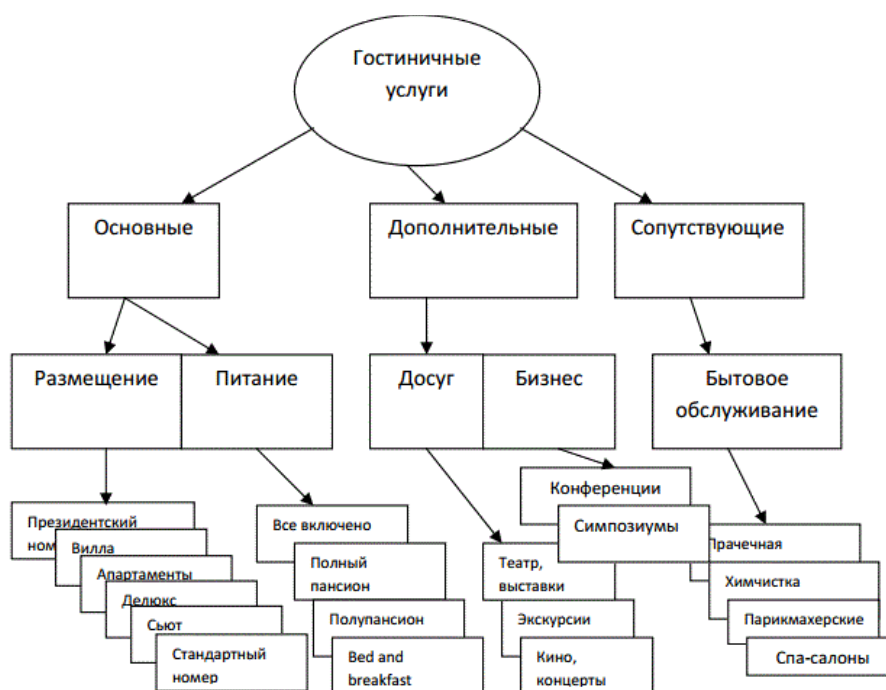 Гостиничные
услуги
Основные
Дополнительные
Сопутствующие
Размещение
Питание
Досуг
Бизнес
Бытовое
обслуживание
Президентский
Вилла
Апартаменты
Делюкс
Сьют
Стандартный
номер
Все включено
Полный
пансион
Полупансион
Bed and
breakfast
Театр,
выставки
Экскурсии
Кино,
концерты
Конференции
Симпозиумы
Прачечная
Химчистка
Парикмахерские
Спа-салоны